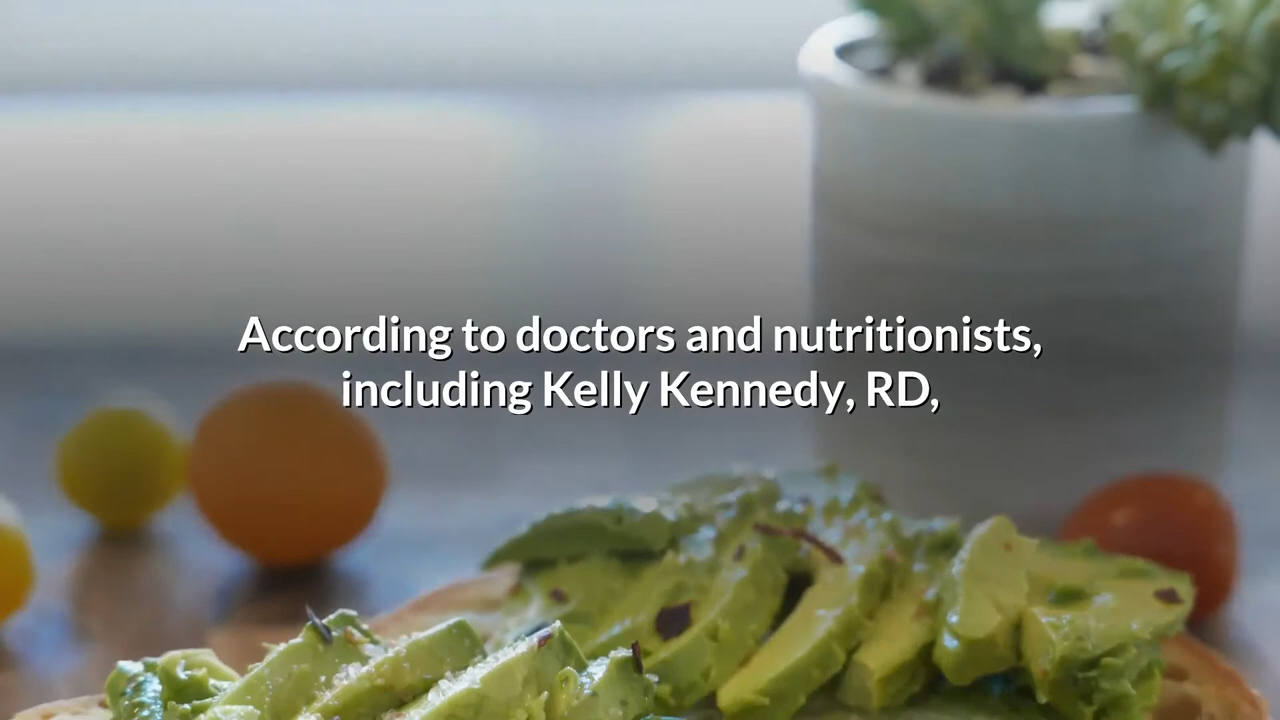 According to doctors and nutritionists,
including Kelly Kennedy, RD,